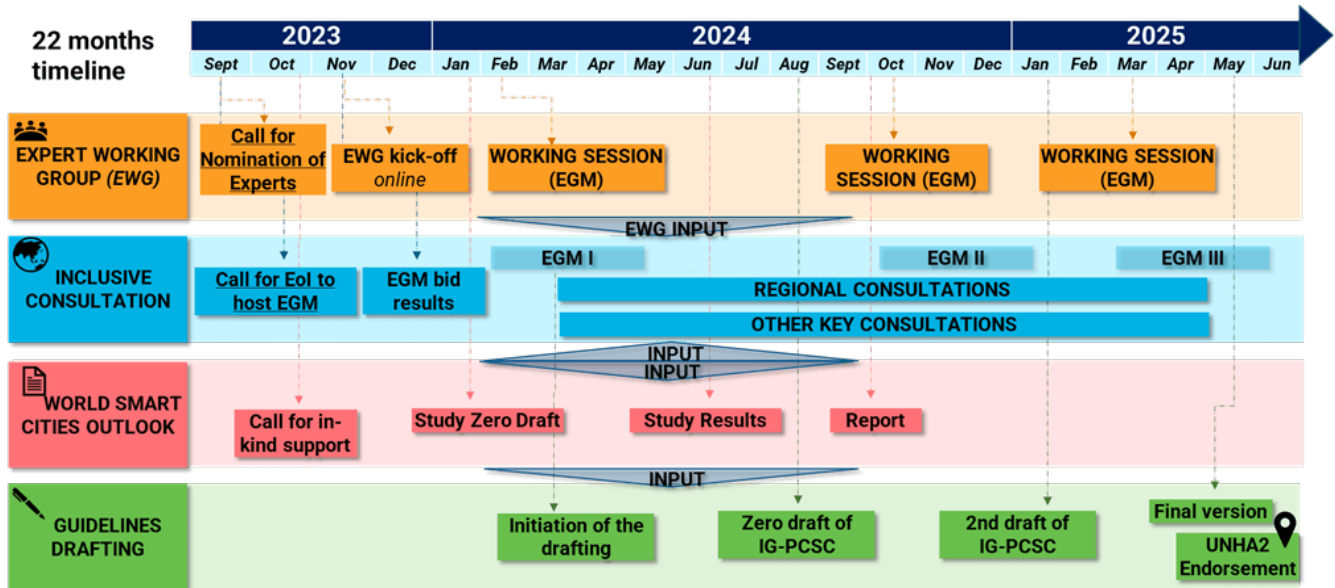 22 months
timeline
2023
2024
2025
Sept Oct Nov Dec Jan Feb Mar Apr May Jun Jul Aug Sept Oct Nov Dec Jan Feb Mar Apr May Jun
EXPERT WORKING
GROUP (EWG)
Call for
Nomination of
Experts
EWG kick-off
online
WORKING SESSION
(EGM)
WORKING
SESSION (EGM)
WORKING SESSION
(EGM)
EWG INPUT
INCLUSIVE
CONSULTATION
Call for EoI to
host EGM
EGM bid
results
EGM I
EGM II
EGM III
REGIONAL CONSULTATIONS
OTHER KEY CONSULTATIONS
INPUT
INPUT
WORLD SMART
CITIES OUTLOOK
Call for in-
kind support
Study Zero Draft
Study Results
Report
INPUT
GUIDELINES
DRAFTING
Initiation of the
drafting
Zero draft of
IG-PCSC
2nd draft of
IG-PCSC
Final version
UNHA2
Endorsement